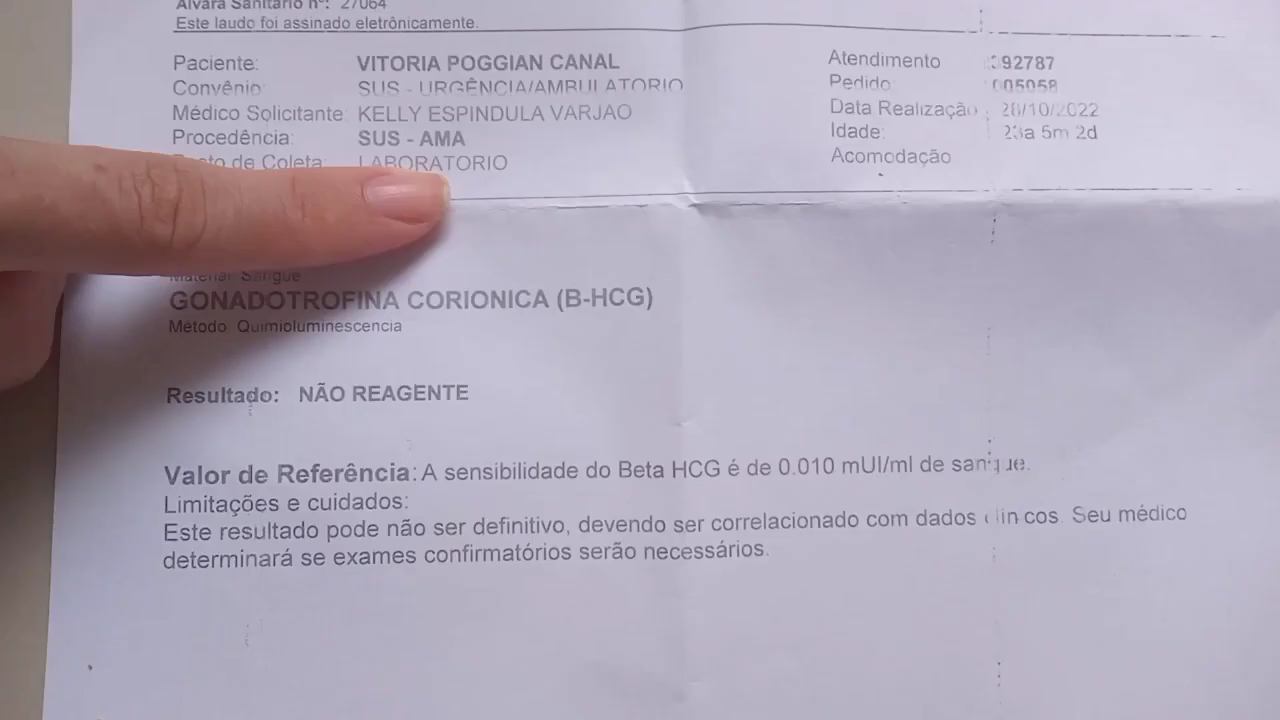 Alvará Sanitário nº: 27064
Este laudo foi assinado eletrônicamente.
Paciente: VITORIA POGGIAN CANAL
Atendimento 92787
Convênio: SUS - URGÊNCIA/AMBULATORIO
Pedido: 005058
Médico Solicitante: KELLY ESPINDULA VARJAO
Data Realização: 28/10/2022
Procedência: SUS - AMA
Idade: 23a 5m 2d
de Coleta: LABORATORIO
Acomodação
Material Sangue
GONADOTROFINA CORIONICA (B-HCG)
Método Quimioluminescencia
Resultado: NÃO REAGENTE
Valor de Referência: A sensibilidade do Beta HCG é de 0.010 mUI/ml de sangue.
Limitações e cuidados:
Este resultado pode não ser definitivo, devendo ser correlacionado com dados clinicos. Seu médico
determinará se exames confirmatórios serão necessários.